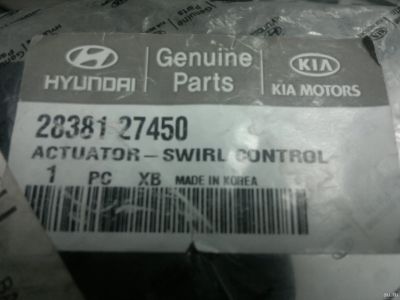 HYUNDAI
Genuine
Parts
KIA
KIA MOTORS
28381 27450
ACTUATOR-SWIRL CONTROL
1 PC XB MADE IN KOREA